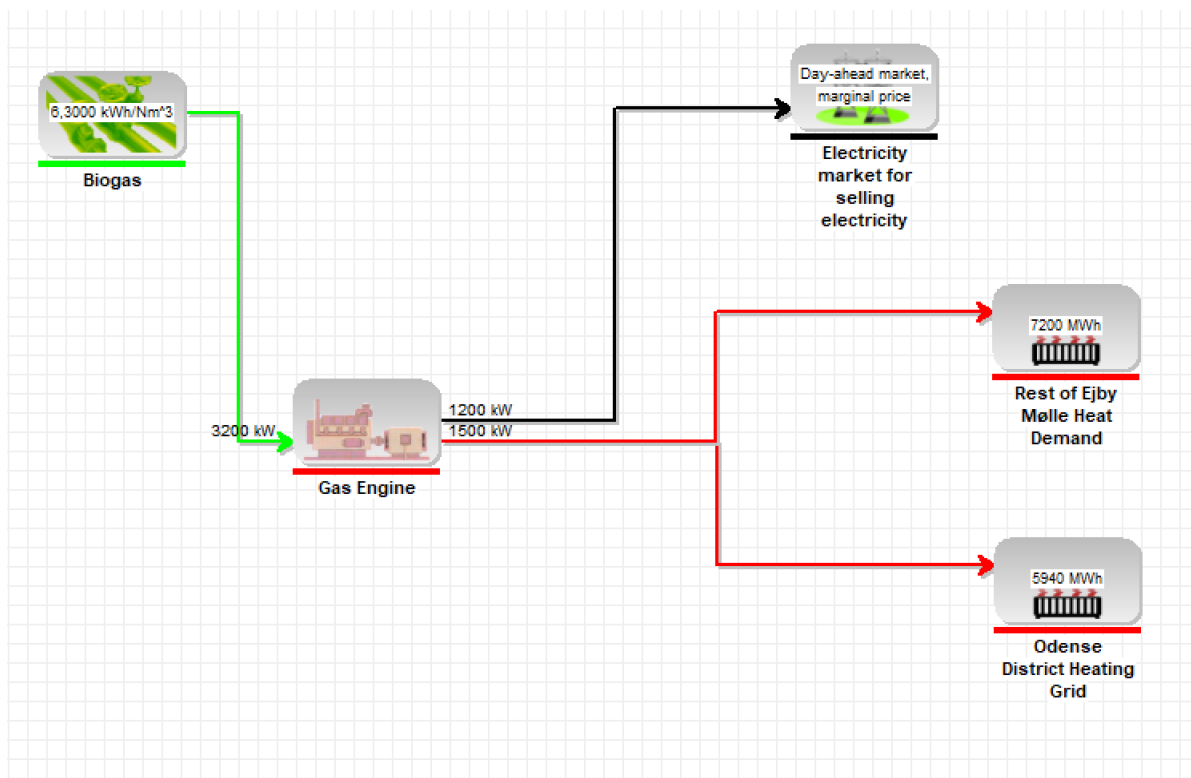 6,3000 kWh/Nm^3
Biogas
Day-ahead market,
marginal price
Electricity
market for
selling
electricity
3200 kW
1200 kW
1500 kW
Gas Engine
7200 MWh
Rest of Ejby
Mølle Heat
Demand
5940 MWh
Odense
District Heating
Grid